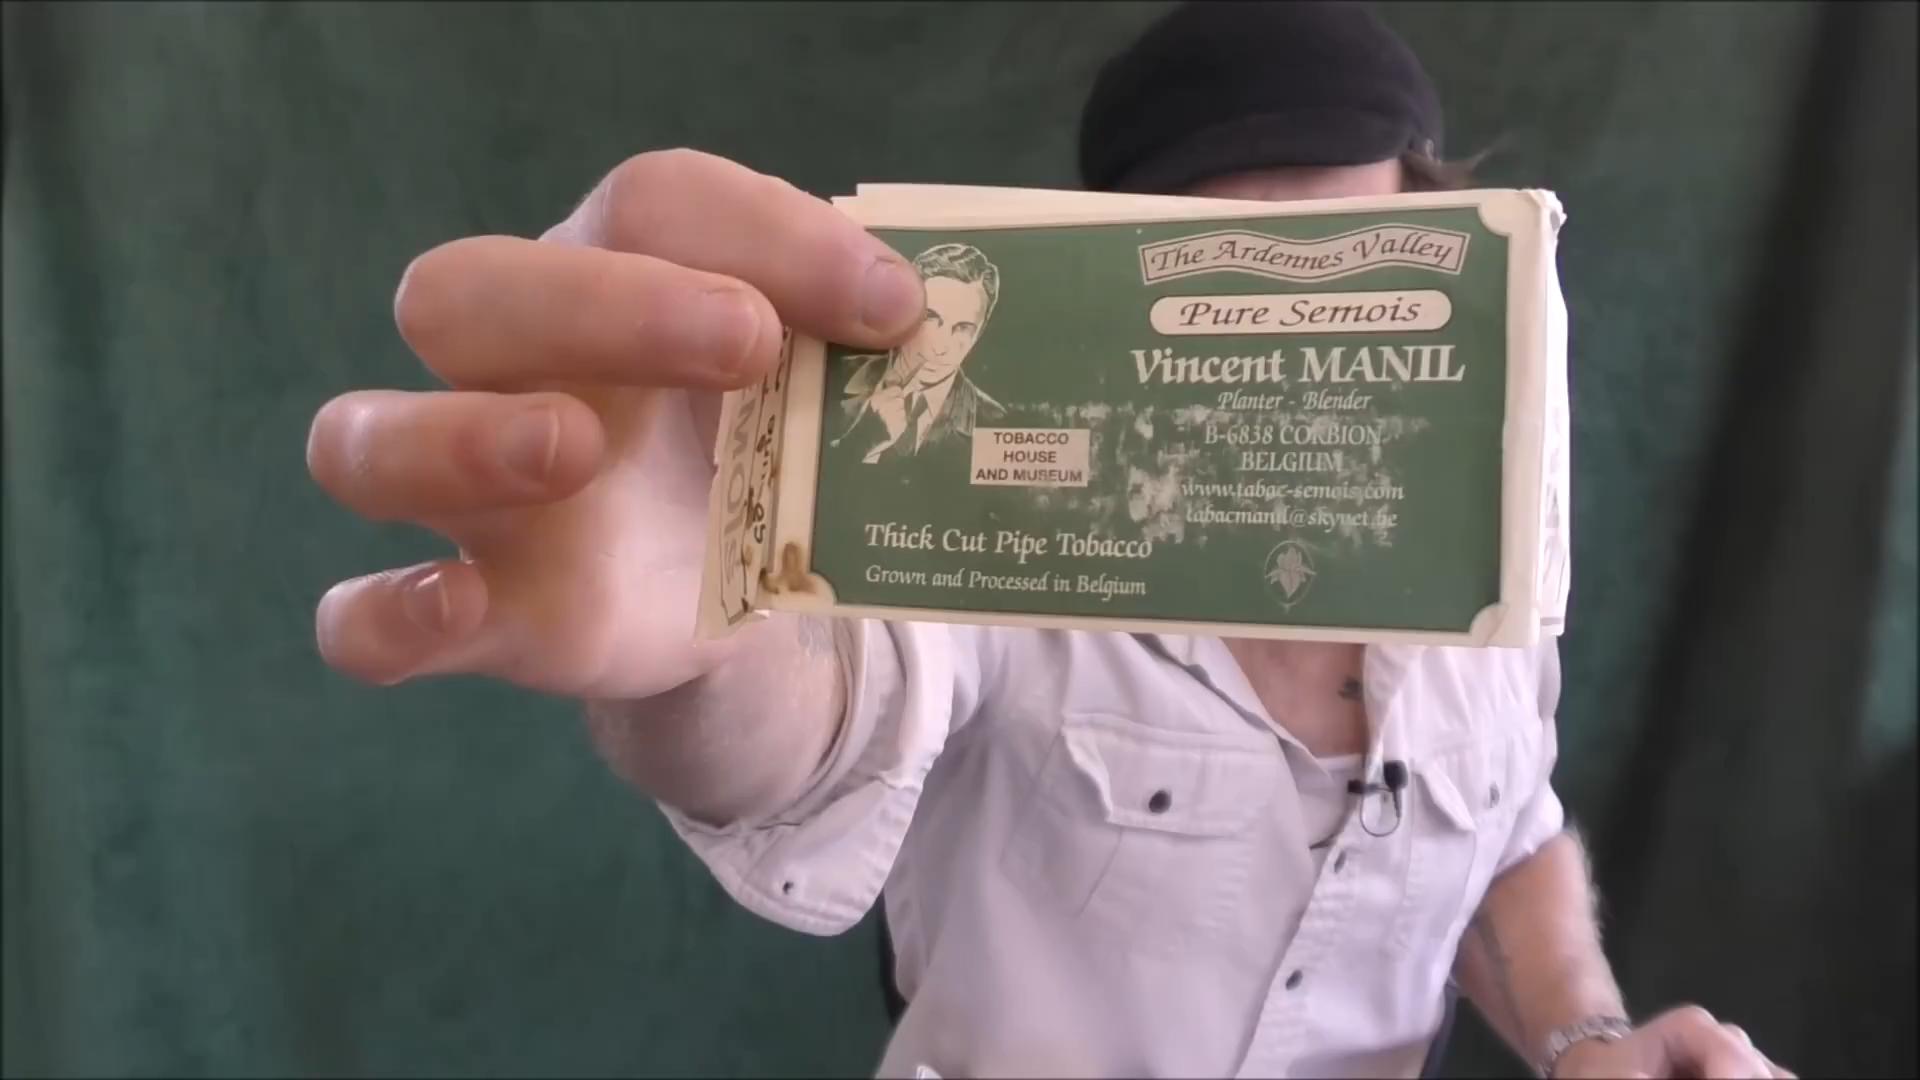 The Ardennes Valley
Pure Semois
Vincent MANIL
Planter - Blender
B-6838 CORBION
BELGIUM
www.tabac-semois.com
tabacmanil@skynet.be
TOBACCO
HOUSE
AND MUSEUM
Thick Cut Pipe Tobacco
Grown and Processed in Belgium